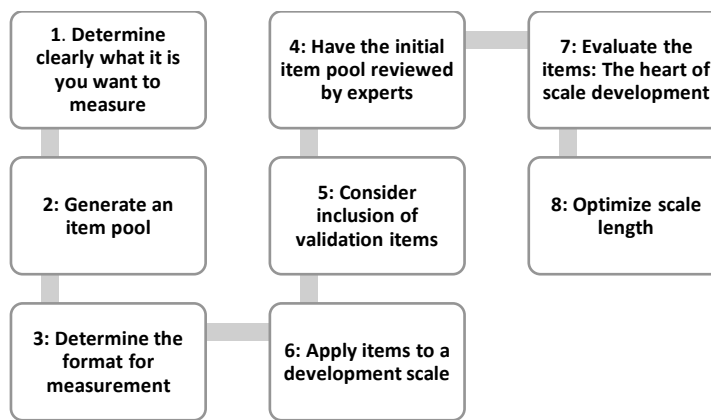 1. Determine
clearly what it is
you want to
measure
2: Generate an
item pool
3: Determine the
format for
measurement
4: Have the initial
item pool reviewed
by experts
5: Consider
inclusion of
validation items
6: Apply items to a
development scale
7: Evaluate the
items: The heart of
scale development
8: Optimize scale
length